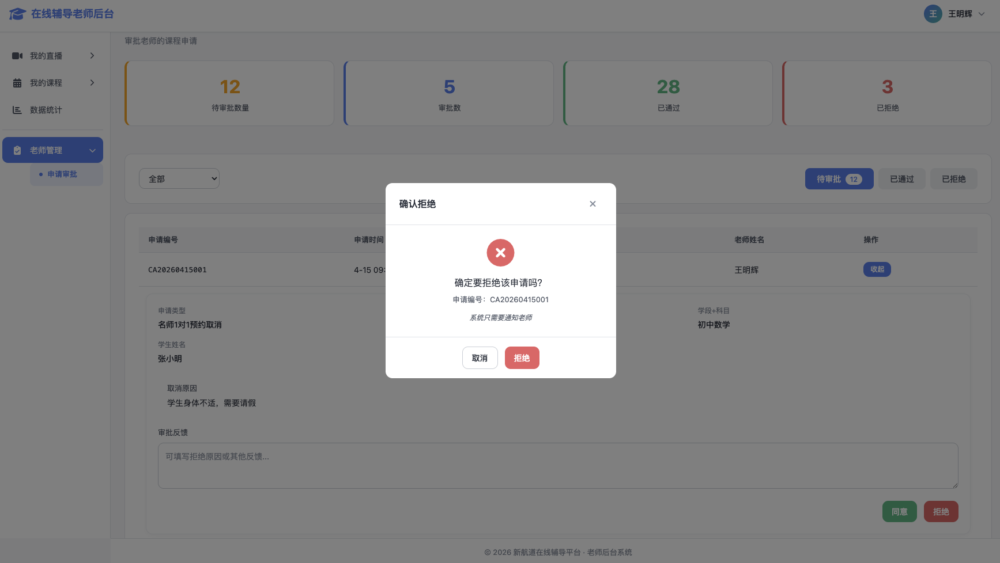 在线辅导老师后台
王 王明辉
我的直播
我的课程
数据统计
老师管理
申请审批
审批老师的课程申请
12
待审批数量
5
审批数
28
已通过
3
已拒绝
全部
待审批 12 已通过 已拒绝
申请编号 申请时间 老师姓名 操作
CA20260415001 4-15 09: 王明辉 收起
申请类型
名师1对1预约取消
学段+科目
初中数学
学生姓名
张小明
取消原因
学生身体不适，需要请假
审批反馈
可填写拒绝原因或其他反馈...
同意 拒绝
确认拒绝
确定要拒绝该申请吗?
申请编号：CA20260415001
系统只需要通知老师
取消 拒绝
© 2026 新航道在线辅导平台 · 老师后台系统